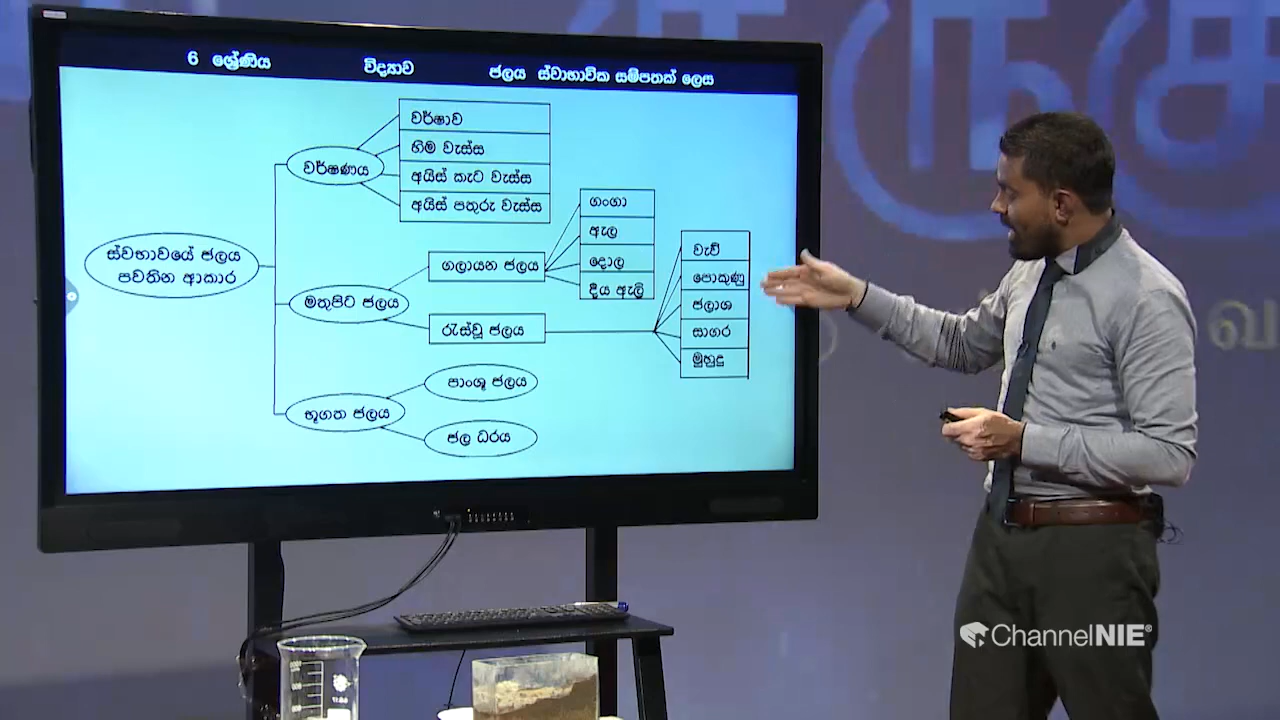 6 ශ්‍රේණිය විද්‍යාව ජලය ස්වාභාවික සම්පතක් ලෙස
ස්වභාවයේ ජලය
පවතින ආකාර
වර්ෂණය
වර්ෂාව
හිම වැස්ස
අයිස් කැට වැස්ස
අයිස් පතුරු වැස්ස
මතුපිට ජලය
ගලායන ජලය
ගංගා
ඇල
දොල
දිය ඇලි
රැස්වූ ජලය
වැව්
පොකුණු
ජලාශ
සාගර
මුහුදු
භූගත ජලය
පාංශු ජලය
ජල ධරය
ChannelNIE®